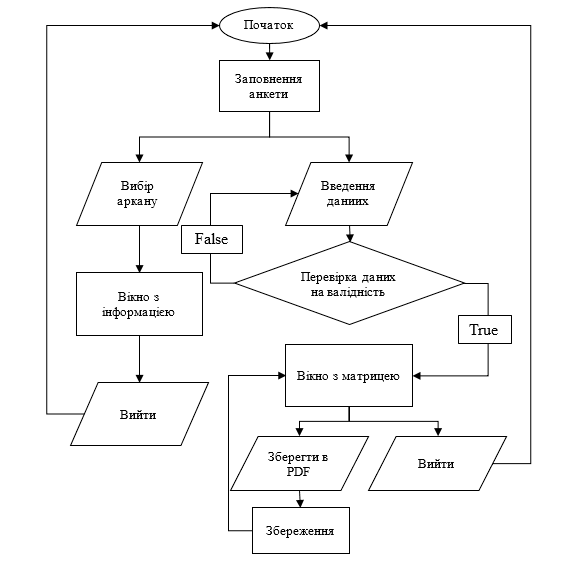 Початок
Заповнення
анкети
Вибір
аркану
Введення
даниих
False
Вікно з
інформацією
Перевірка даних
на валідність
True
Вікно з матрицею
Вийти
Зберегти в
PDF
Вийти
Збереження